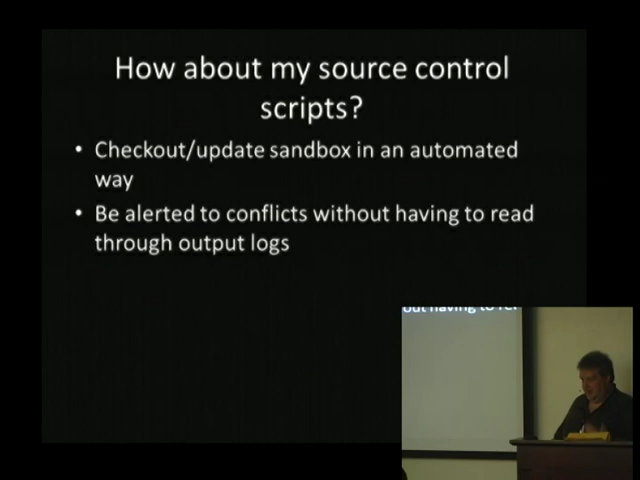 How about my source control
scripts?
• Checkout/update sandbox in an automated
way
• Be alerted to conflicts without having to read
through output logs
out having to re